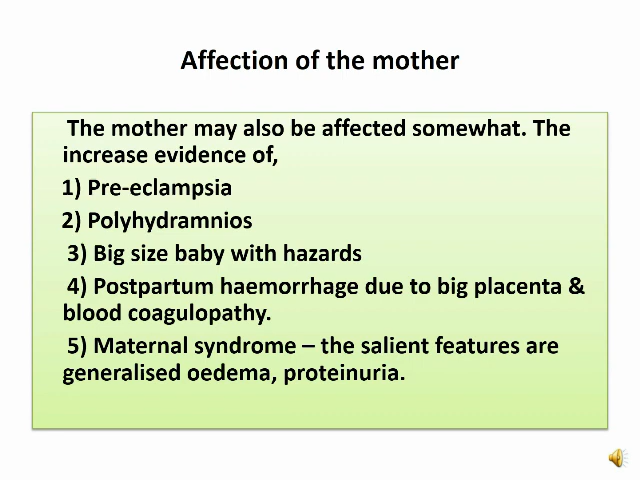 Affection of the mother
The mother may also be affected somewhat. The
increase evidence of,
1) Pre-eclampsia
2) Polyhydramnios
3) Big size baby with hazards
4) Postpartum haemorrhage due to big placenta &
blood coagulopathy.
5) Maternal syndrome – the salient features are
generalised oedema, proteinuria.